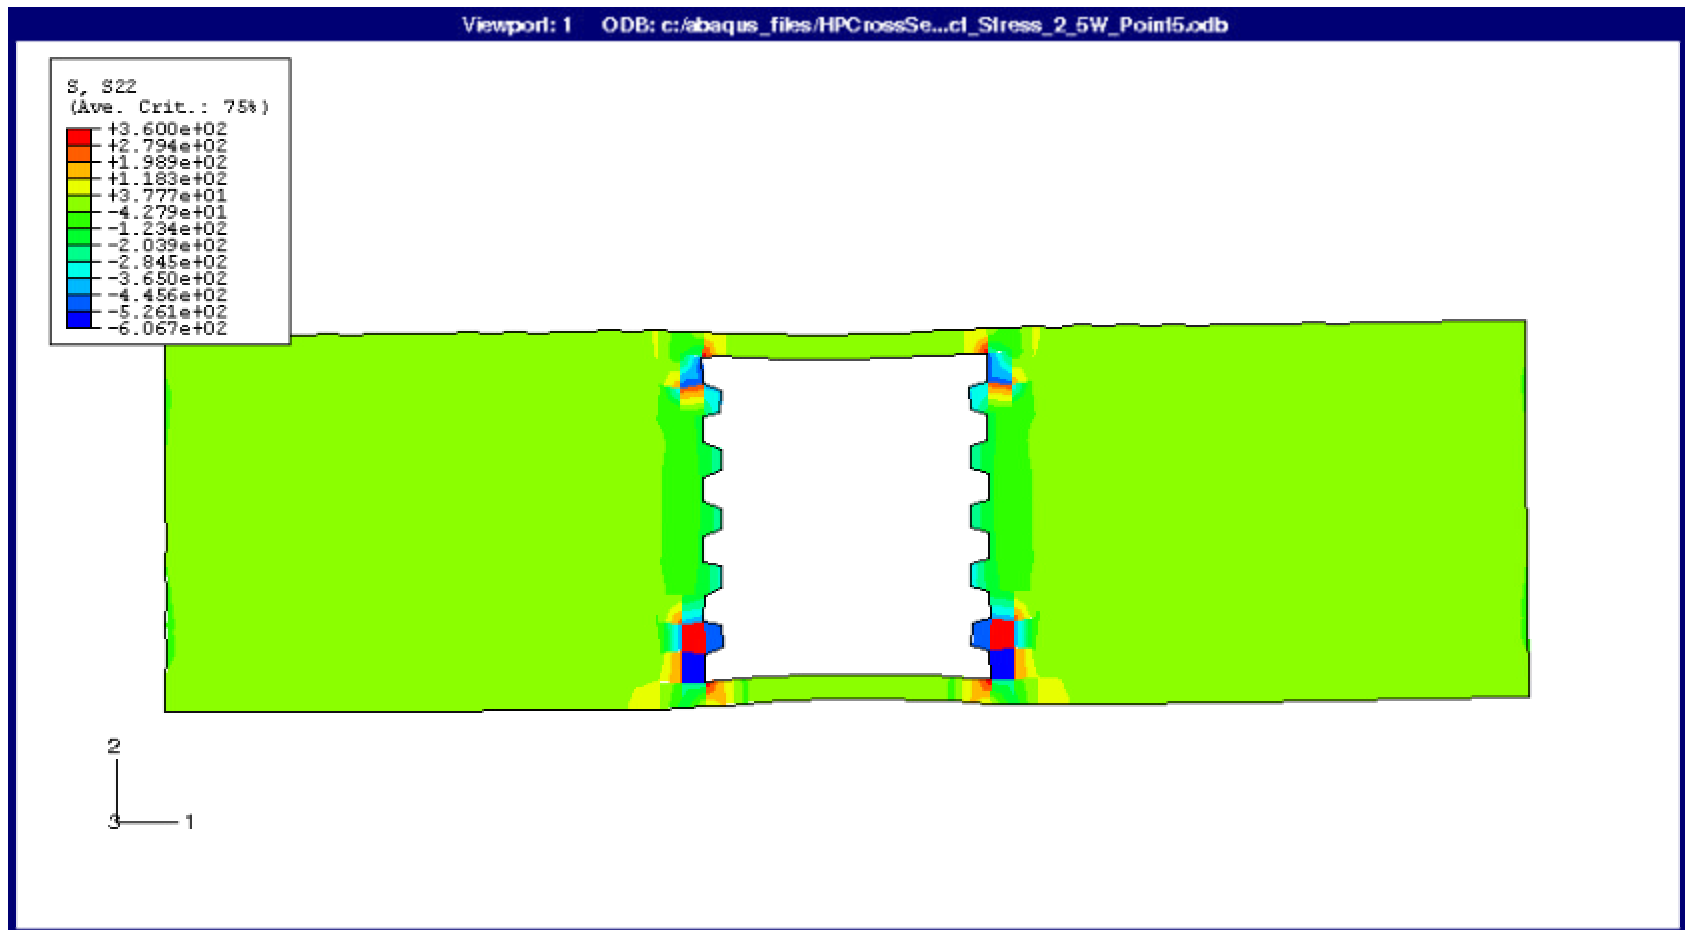 Viewport: 1 ODB: c:/abaqus_files/HPCrossSe...ct_Stress_2_5W_Point5.odb
S, S22
(Ave. Crit.: 75%)
+3.600e+02
+2.794e+02
+1.989e+02
+1.183e+02
+3.777e+01
-4.279e+01
-1.234e+02
-2.039e+02
-2.845e+02
-3.650e+02
-4.456e+02
-5.261e+02
-6.067e+02
2
3 1